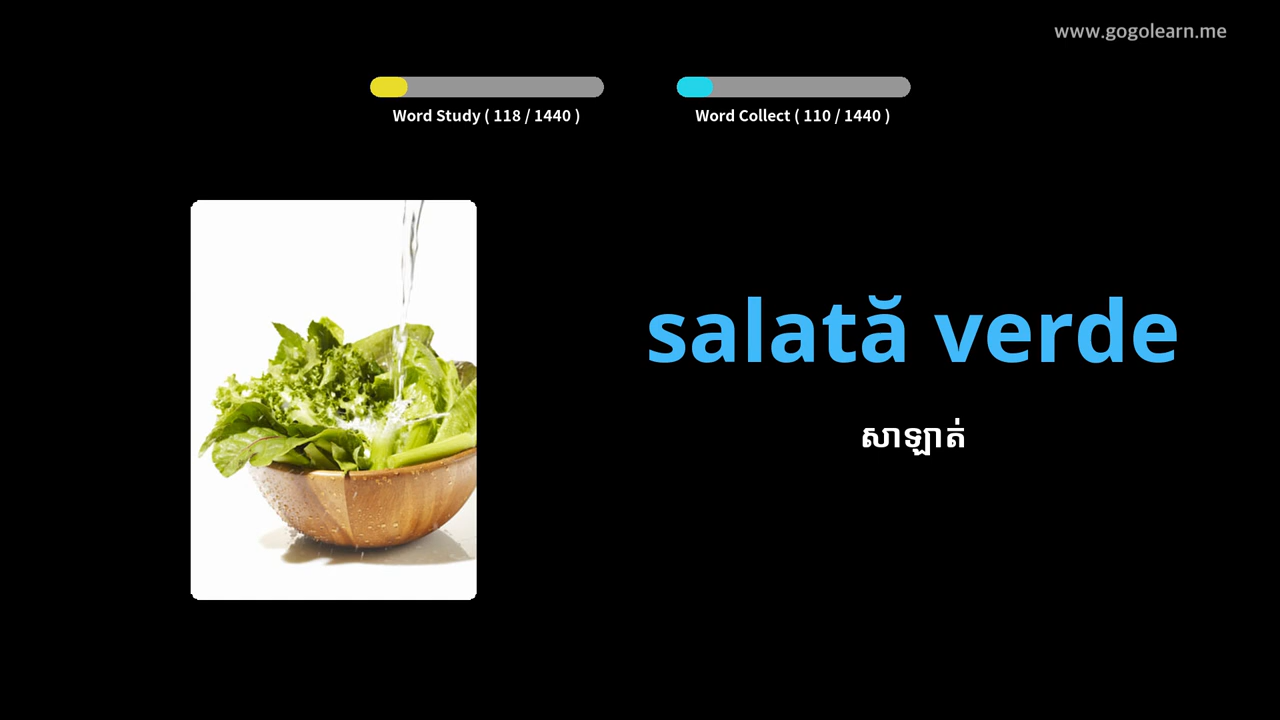 www.gogolearn.me
Word Study ( 118 / 1440 )
Word Collect ( 110 / 1440 )
salată verde
សាឡាត់